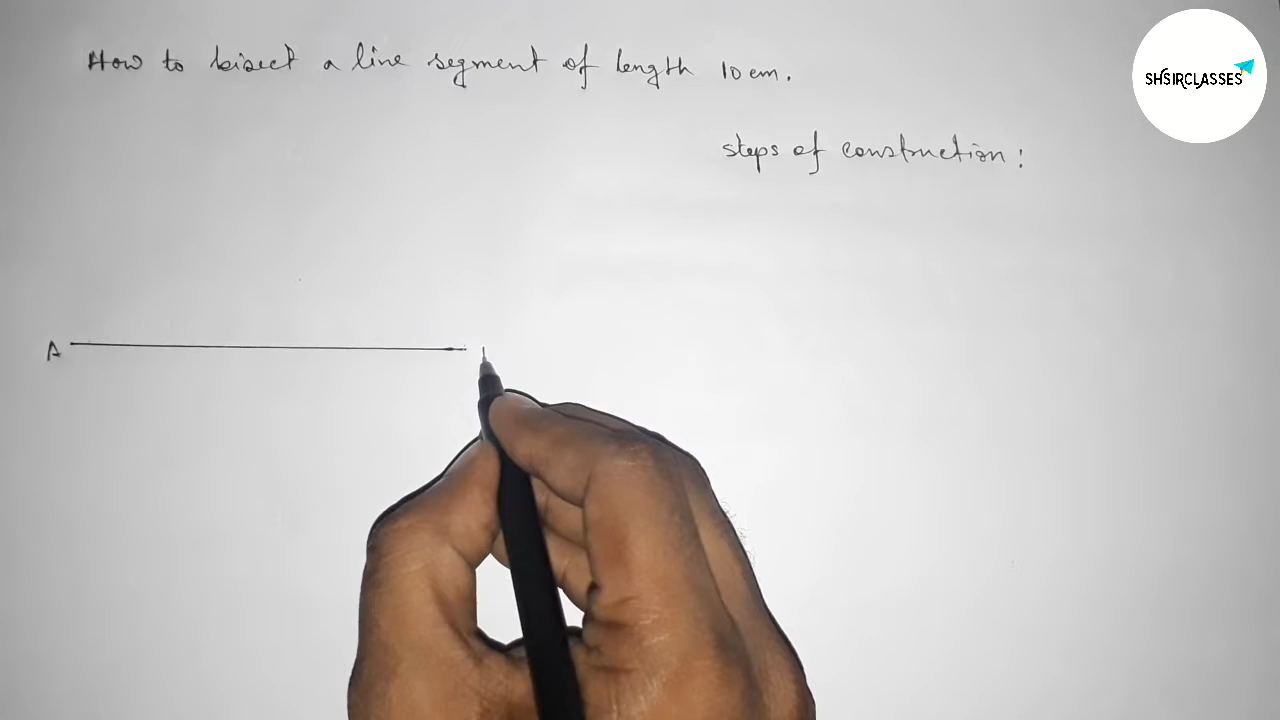 How to bisect a line segment of length 10 cm.
SHSIRCLASSES
steps of construction:
A